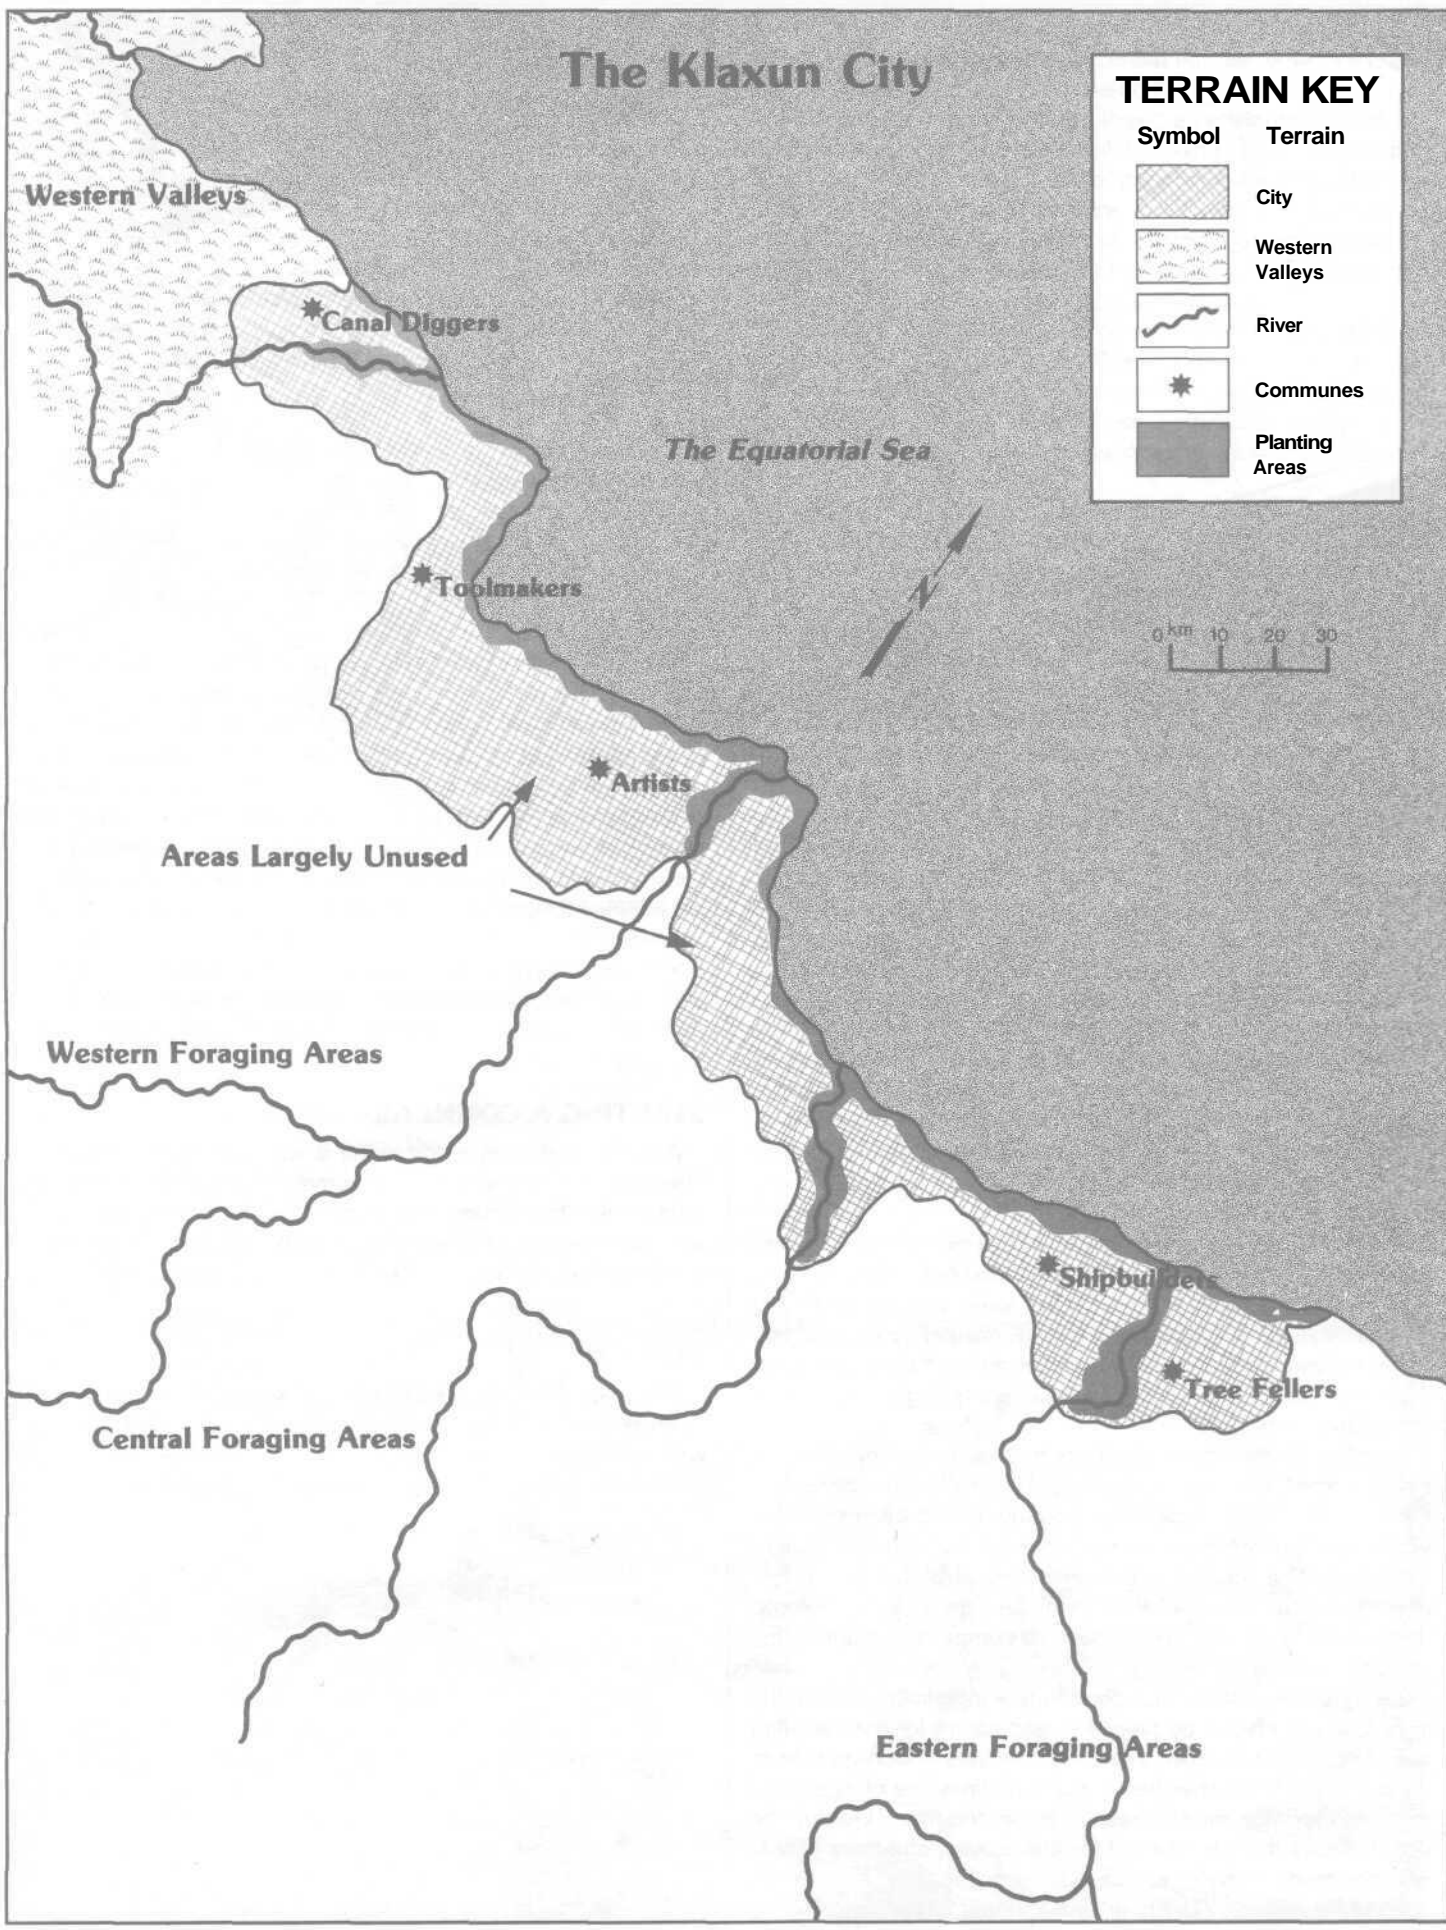 The Klaxun City
TERRAIN KEY
Symbol Terrain
City
Western
Valleys
River
Communes
Planting
Areas
Western Valleys
Canal Diggers
The Equatorial Sea
N
0 km 10 20 30
Toolmakers
Artists
Areas Largely Unused
Western Foraging Areas
Shipbuilders
Tree Fellers
Central Foraging Areas
Eastern Foraging Areas